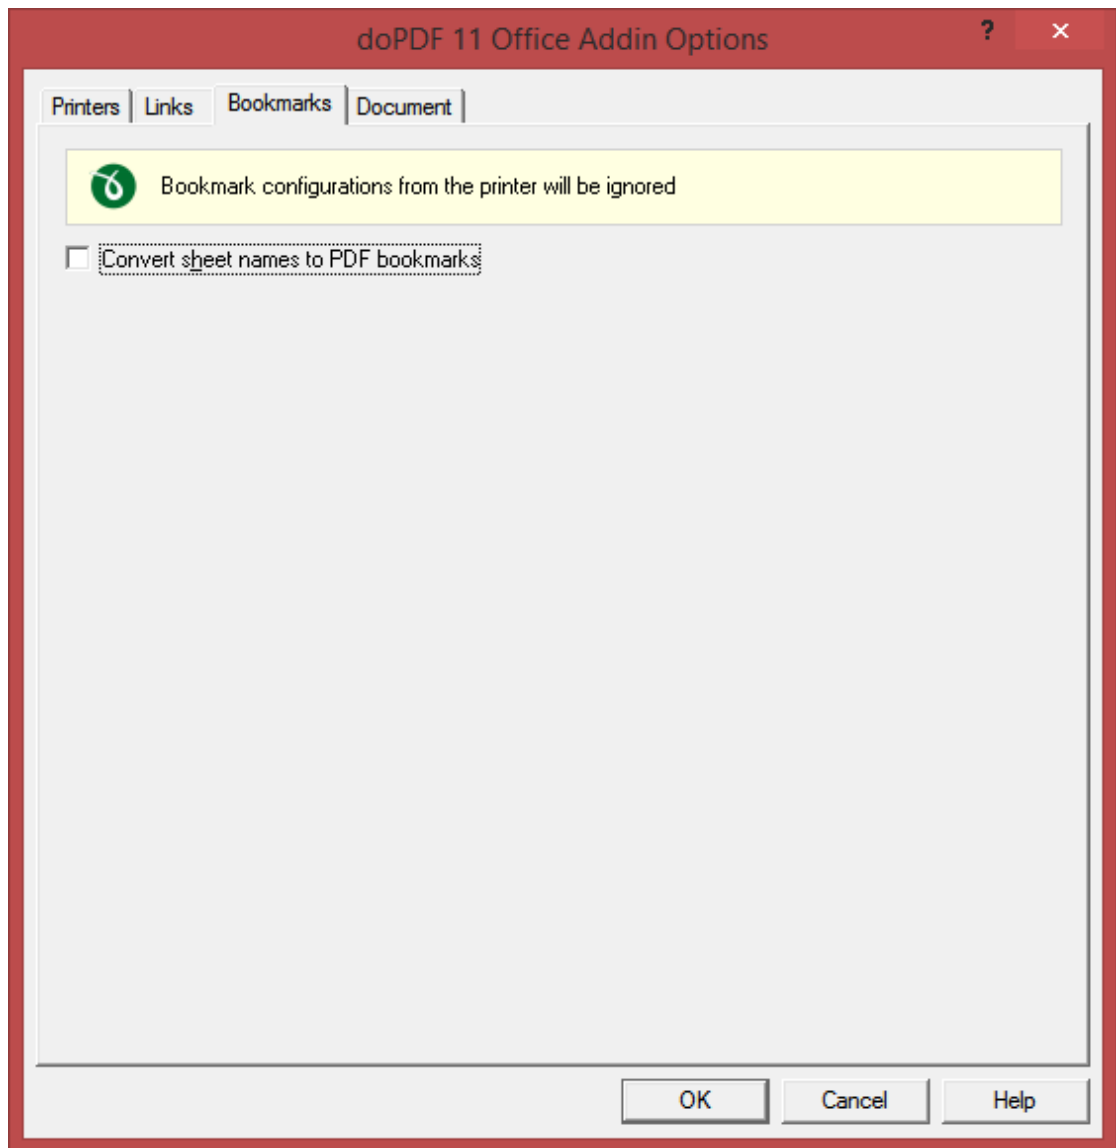 doPDF 11 Office Addin Options
?
Printers
Links
Bookmarks
Document
Bookmark configurations from the printer will be ignored
Convert sheet names to PDF bookmarks
OK
Cancel
Help